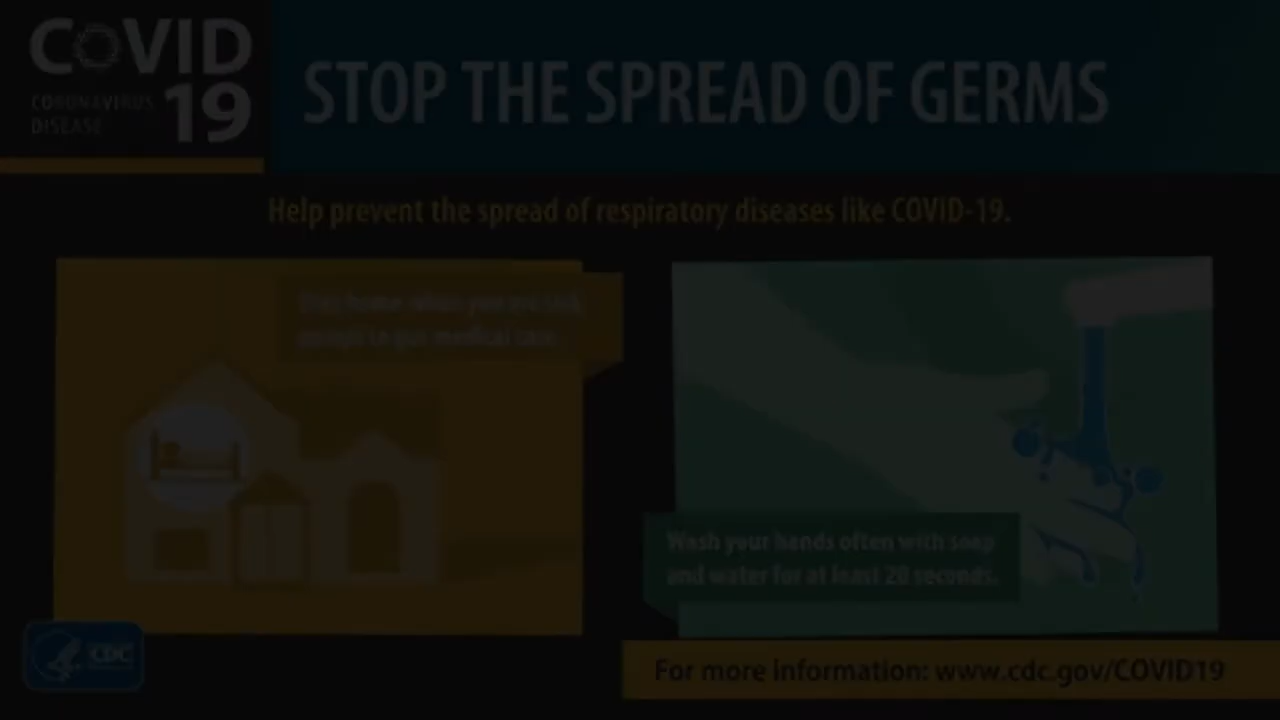 COVID
19
CORONAVIRUS
DISEASE
STOP THE SPREAD OF GERMS
Help prevent the spread of respiratory diseases like COVID-19.
Stay home when you are sick,
except to get medical care.
Wash your hands often with soap
and water for at least 20 seconds.
CDC
For more information: www.cdc.gov/COVID19